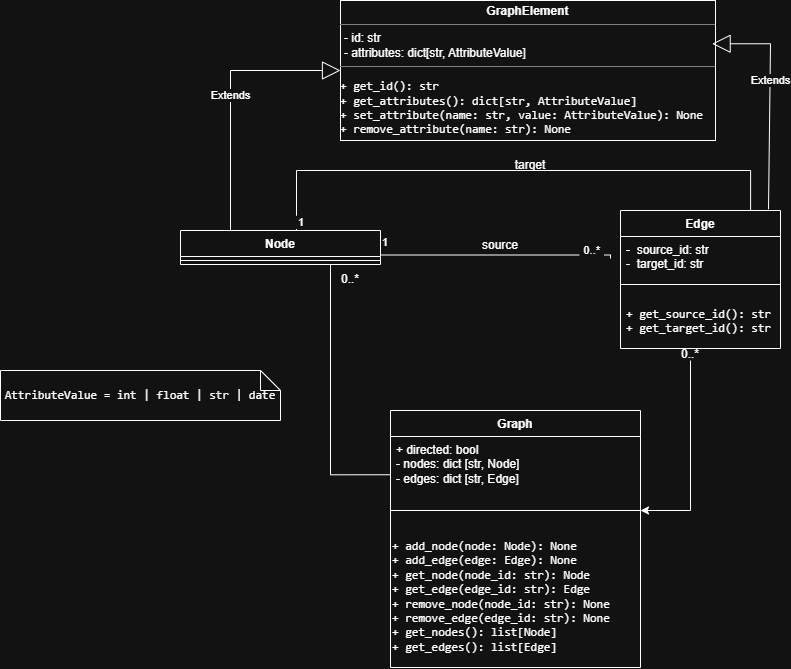 GraphElement
- id: str
- attributes: dict[str, AttributeValue]
+ get_id(): str
+ get_attributes(): dict[str, AttributeValue]
+ set_attribute(name: str, value: AttributeValue): None
+ remove_attribute(name: str): None
Extends
Extends
target
1
Node
1
source
0..*
0..*
Edge
- source_id: str
- target_id: str
+ get_source_id(): str
+ get_target_id(): str
0..*
AttributeValue = int | float | str | date
Graph
+ directed: bool
- nodes: dict [str, Node]
- edges: dict [str, Edge]
+ add_node(node: Node): None
+ add_edge(edge: Edge): None
+ get_node(node_id: str): Node
+ get_edge(edge_id: str): Edge
+ remove_node(node_id: str): None
+ remove_edge(edge_id: str): None
+ get_nodes(): list[Node]
+ get_edges(): list[Edge]